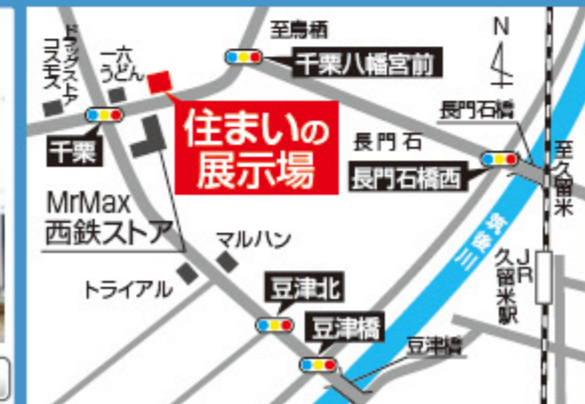 至鳥栖
N
ドラッグストア
コスモス
一六
うどん
千栗八幡宮前
長門石橋
千栗
住まいの
展示場
長門石
長門石橋西
至久留米
MrMax
西鉄ストア
マルハン
筑後川
JR
久留米駅
トライアル
豆津北
豆津橋
豆津橋